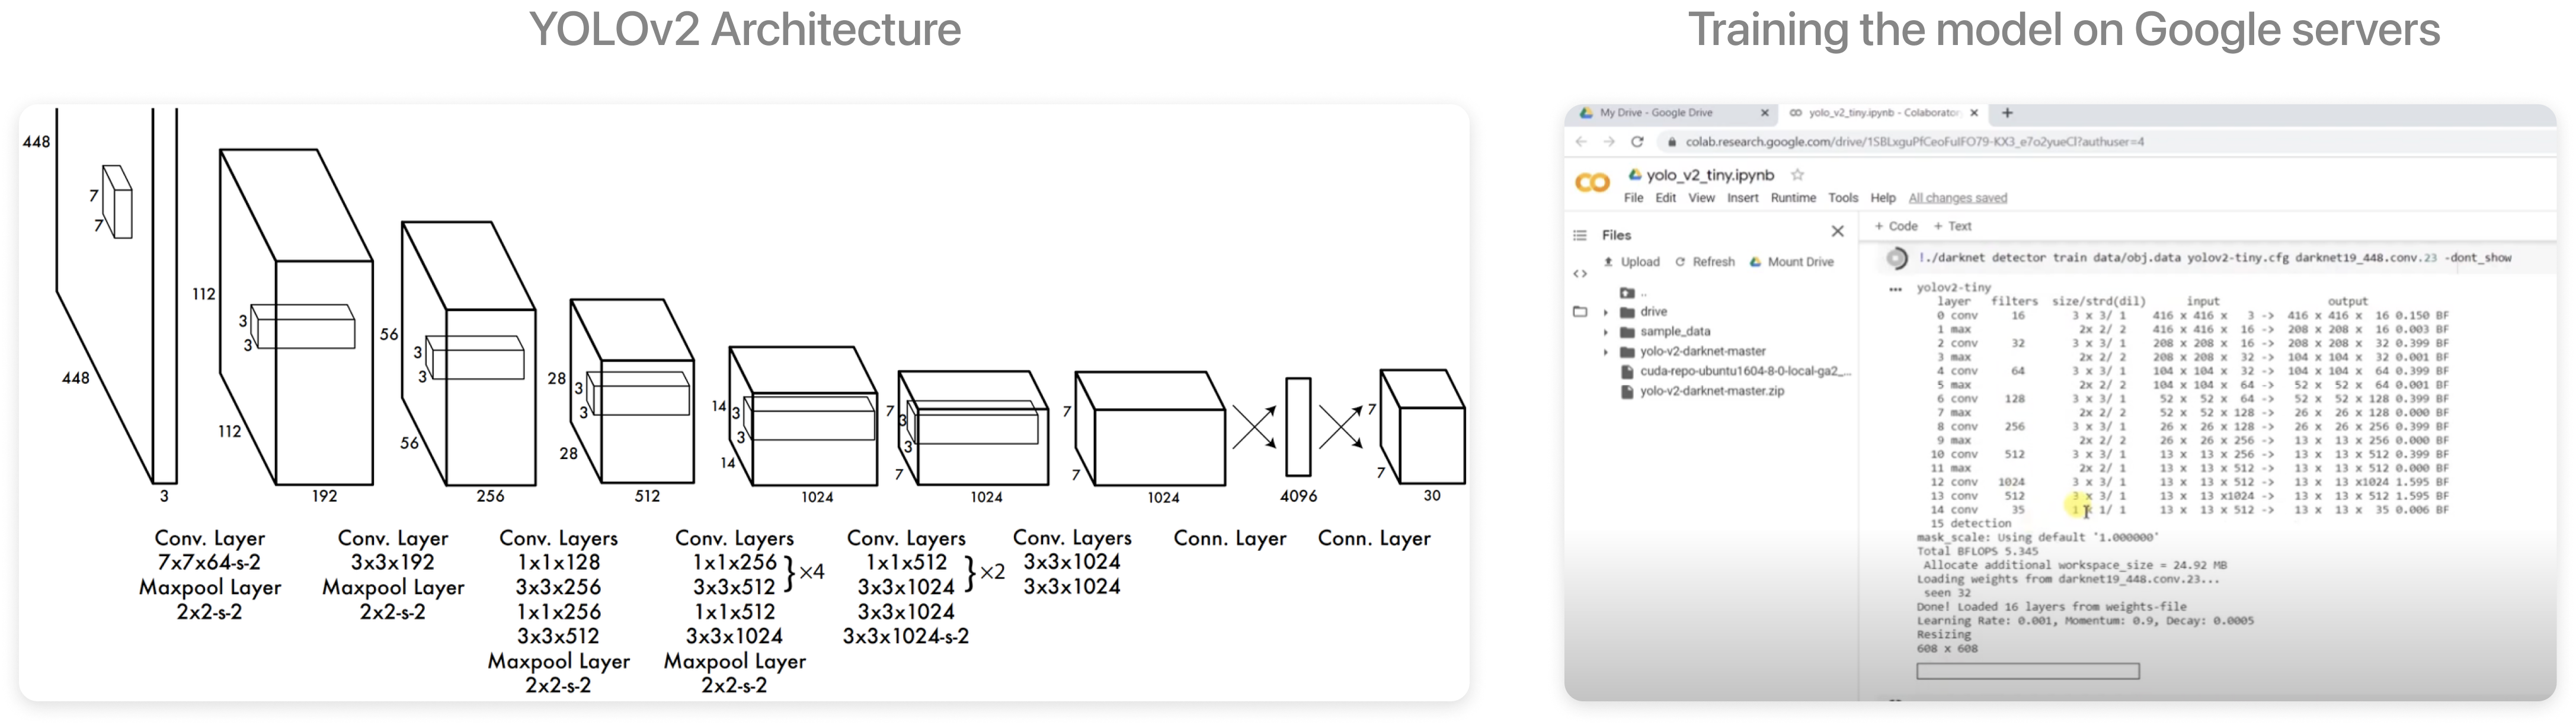 YOLOv2 Architecture
448
7
7
448
3
112
3
3
112
192
56
3
3
56
256
28
3
3
28
512
14
3
3
14
1024
7
3
3
7
1024
7
7
1024
4096
7
7
30
Conv. Layer
7x7x64-s-2
Maxpool Layer
2x2-s-2
Conv. Layer
3x3x192
Maxpool Layer
2x2-s-2
Conv. Layers
1x1x128
3x3x256
1x1x256
3x3x512
Maxpool Layer
2x2-s-2
Conv. Layers
1x1x256
3x3x512
} ×4
1x1x512
3x3x1024
Maxpool Layer
2x2-s-2
Conv. Layers
1x1x512
3x3x1024
} ×2
3x3x1024
3x3x1024-s-2
Conv. Layers
3x3x1024
3x3x1024
Conn. Layer
Conn. Layer
Training the model on Google servers
My Drive - Google Drive
yolo_v2_tiny.ipynb - Colaborator
yolo_v2_tiny.ipynb
File Edit View Insert Runtime Tools Help All changes saved
Files
Upload Refresh Mount Drive
..
drive
sample_data
yolo-v2-darknet-master
cuda-repo-ubuntu1604-8-0-local-ga2_...
yolo-v2-darknet-master.zip
+ Code + Text
!./darknet detector train data/obj.data yolov2-tiny.cfg darknet19_448.conv.23 -dont_show
yolov2-tiny
layer filters size/strd(dil) input output
0 conv 16 3 x 3/ 1 416 x 416 x 3 -> 416 x 416 x 16 0.150 BF
1 max 2x 2/ 2 416 x 416 x 16 -> 208 x 208 x 16 0.003 BF
2 conv 32 3 x 3/ 1 208 x 208 x 16 -> 208 x 208 x 32 0.399 BF
3 max 2x 2/ 2 208 x 208 x 32 -> 104 x 104 x 32 0.001 BF
4 conv 64 3 x 3/ 1 104 x 104 x 32 -> 104 x 104 x 64 0.399 BF
5 max 2x 2/ 2 104 x 104 x 64 -> 52 x 52 x 64 0.001 BF
6 conv 128 3 x 3/ 1 52 x 52 x 64 -> 52 x 52 x 128 0.399 BF
7 max 2x 2/ 2 52 x 52 x 128 -> 26 x 26 x 128 0.000 BF
8 conv 256 3 x 3/ 1 26 x 26 x 128 -> 26 x 26 x 256 0.399 BF
9 max 2x 2/ 2 26 x 26 x 256 -> 13 x 13 x 256 0.000 BF
10 conv 512 3 x 3/ 1 13 x 13 x 256 -> 13 x 13 x 512 0.399 BF
11 max 2x 2/ 1 13 x 13 x 512 -> 13 x 13 x 512 0.000 BF
12 conv 1024 3 x 3/ 1 13 x 13 x 512 -> 13 x 13 x1024 1.595 BF
13 conv 512 3 x 3/ 1 13 x 13 x1024 -> 13 x 13 x 512 1.595 BF
14 conv 35 1 x 1/ 1 13 x 13 x 512 -> 13 x 13 x 35 0.006 BF
15 detection
mask_scale: Using default '1.000000'
Total BFLOPS 5.345
Allocate additional workspace_size = 24.92 MB
Loading weights from darknet19_448.conv.23...
seen 32
Done! Loaded 16 layers from weights-file
Learning Rate: 0.001, Momentum: 0.9, Decay: 0.0005
Resizing
608 x 608